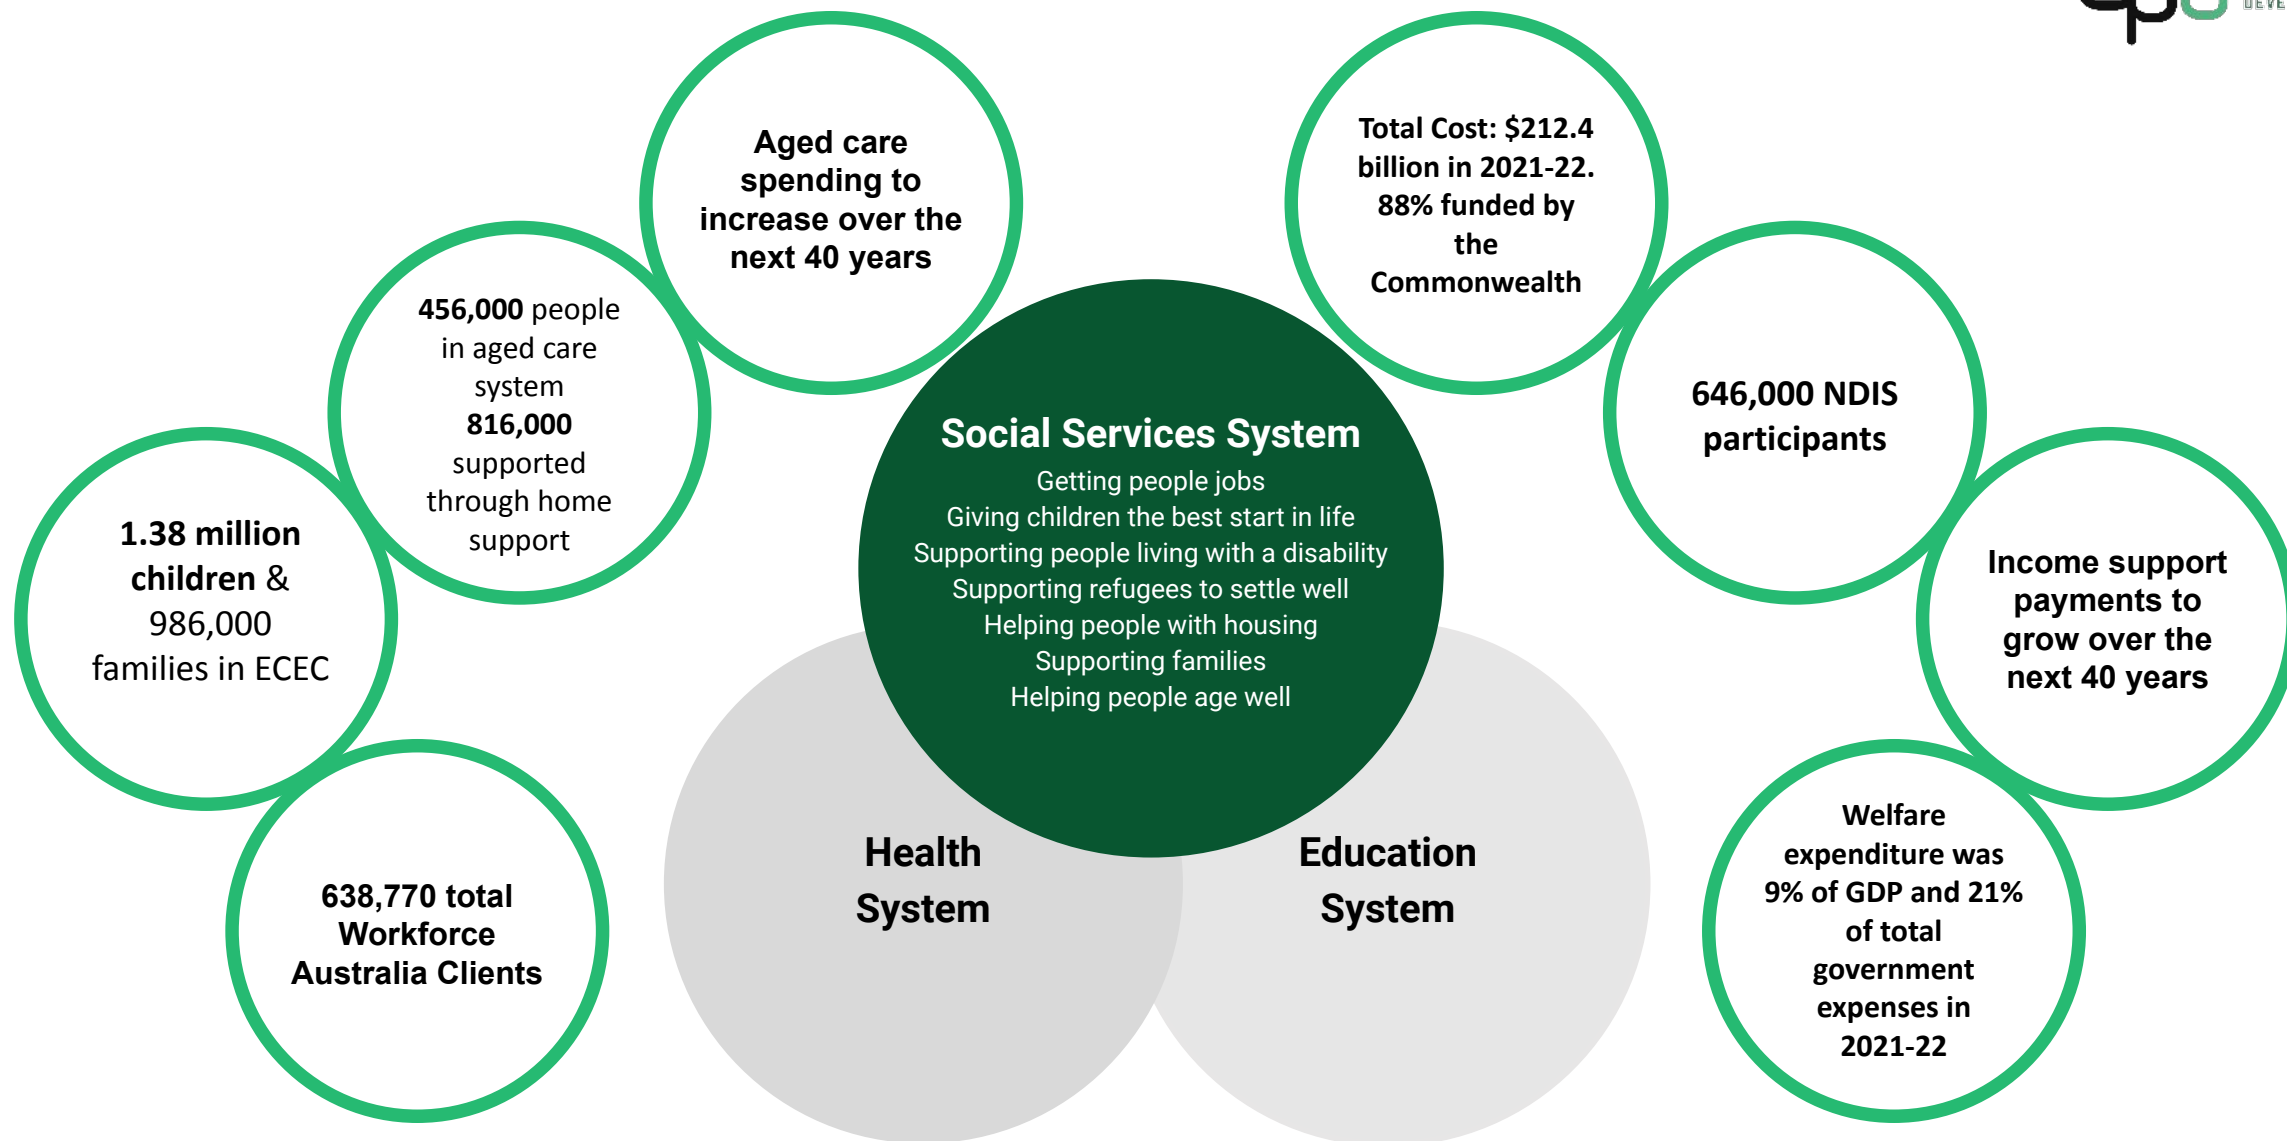 Aged care
spending to
increase over the
next 40 years
Total Cost: $212.4
billion in 2021-22.
88% funded by
the
Commonwealth
456,000 people
in aged care
system
816,000
supported
through home
support
646,000 NDIS
participants
1.38 million
children &
986,000
families in ECEC
Social Services System
Getting people jobs
Giving children the best start in life
Supporting people living with a disability
Supporting refugees to settle well
Helping people with housing
Supporting families
Helping people age well
Income support
payments to
grow over the
next 40 years
638,770 total
Workforce
Australia Clients
Health
System
Education
System
Welfare
expenditure was
9% of GDP and 21%
of total
government
expenses in
2021-22